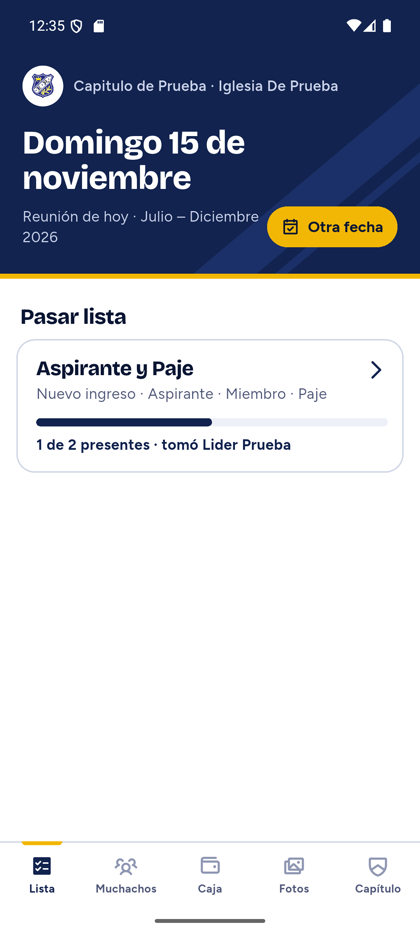 12:35
Capitulo de Prueba · Iglesia De Prueba
Domingo 15 de
noviembre
Reunión de hoy · Julio – Diciembre
2026
Otra fecha
Pasar lista
Aspirante y Paje
Nuevo ingreso · Aspirante · Miembro · Paje
1 de 2 presentes · tomó Lider Prueba
Lista
Muchachos
Caja
Fotos
Capítulo